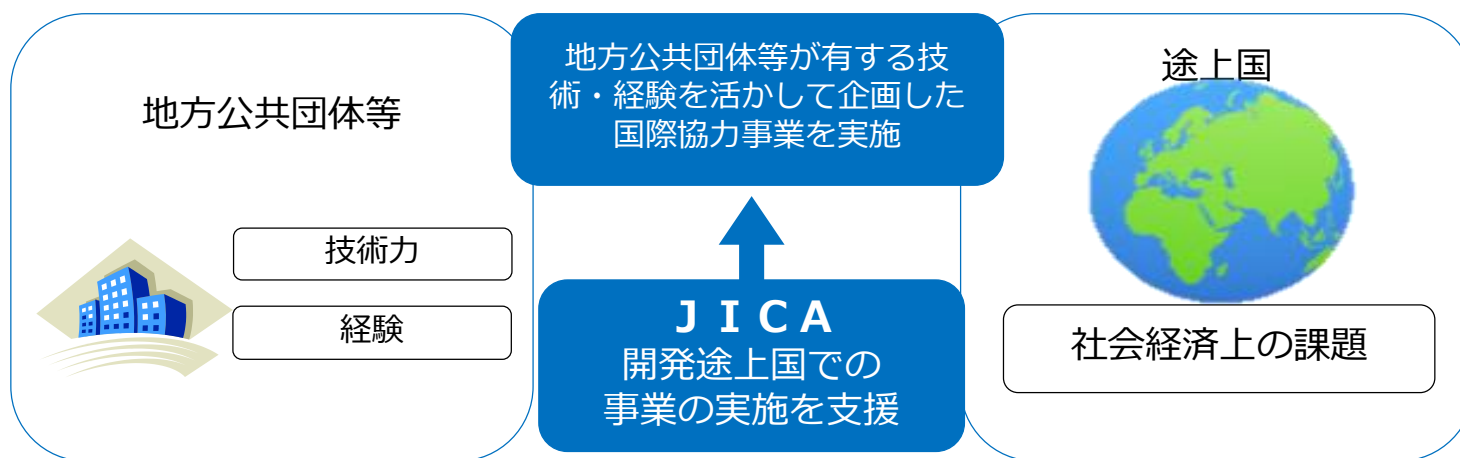 地方公共団体等
技術力
経験
地方公共団体等が有する技
術・経験を活かして企画した
国際協力事業を実施
ＪＩＣＡ
開発途上国での
事業の実施を支援
途上国
社会経済上の課題